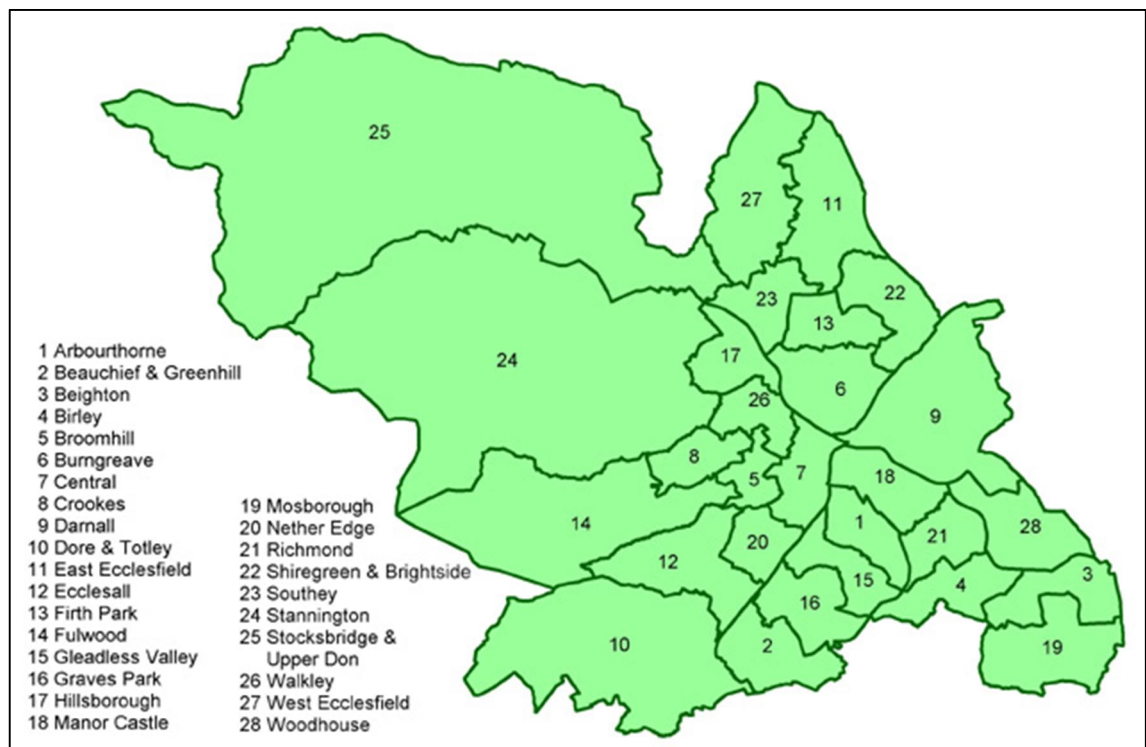 25
27
11
23
22
13
24
17
6
26
9
8
5
7
18
14
1
28
21
20
12
15
3
4
16
10
2
19
1 Arbourthorne
2 Beauchief & Greenhill
3 Beighton
4 Birley
5 Broomhill
6 Burngreave
7 Central
8 Crookes
9 Darnall
10 Dore & Totley
11 East Ecclesfield
12 Ecclesall
13 Firth Park
14 Fulwood
15 Gleadless Valley
16 Graves Park
17 Hillsborough
18 Manor Castle
19 Mosborough
20 Nether Edge
21 Richmond
22 Shiregreen & Brightside
23 Southey
24 Stannington
25 Stocksbridge &
Upper Don
26 Walkley
27 West Ecclesfield
28 Woodhouse